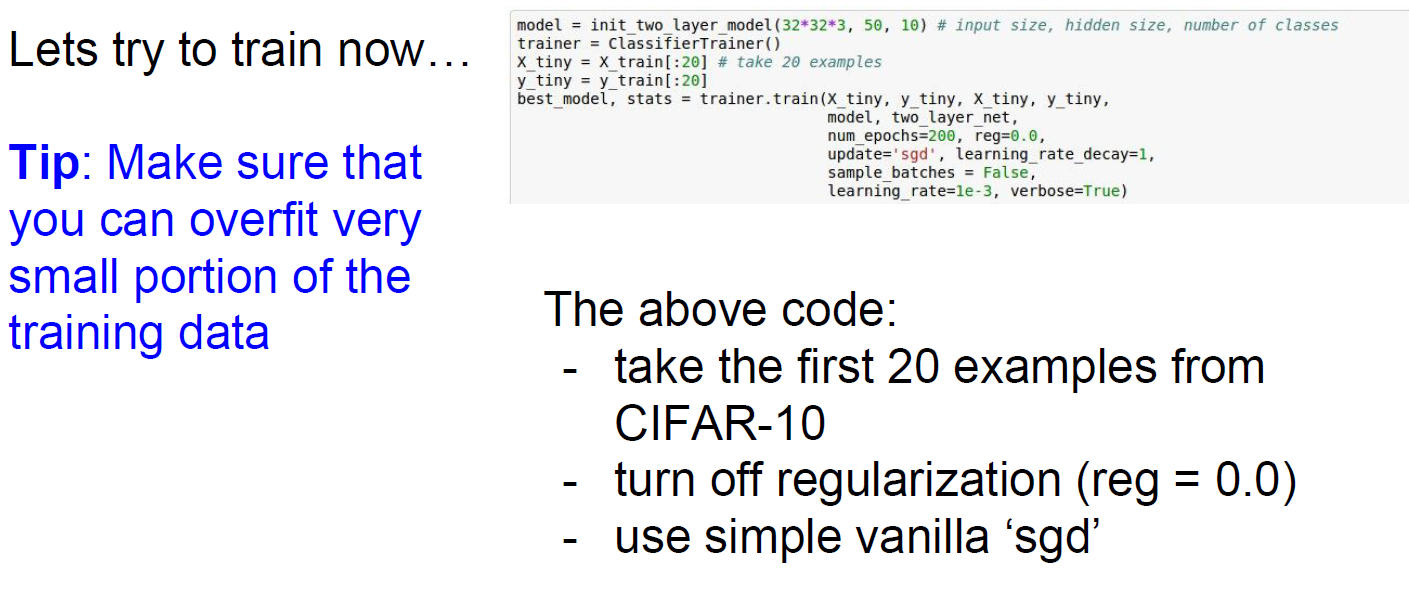 Lets try to train now…
Tip: Make sure that
you can overfit very
small portion of the
training data
model = init_two_layer_model(32*32*3, 50, 10) # input size, hidden size, number of classes
trainer = ClassifierTrainer()
X_tiny = X_train[:20] # take 20 examples
y_tiny = y_train[:20]
best_model, stats = trainer.train(X_tiny, y_tiny, X_tiny, y_tiny,
model, two_layer_net,
num_epochs=200, reg=0.0,
update='sgd', learning_rate_decay=1,
sample_batches = False,
learning_rate=1e-3, verbose=True)
The above code:
- take the first 20 examples from
CIFAR-10
- turn off regularization (reg = 0.0)
- use simple vanilla ‘sgd’